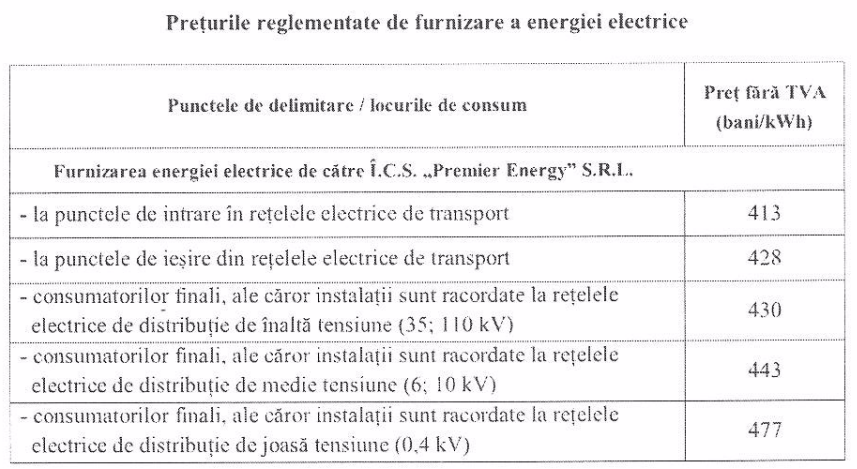 Prețurile reglementate de furnizare a energiei electrice
Punctele de delimitare / locurile de consum
Preț fără TVA
(bani/kWh)
Furnizarea energiei electrice de către Î.C.S. „Premier Energy” S.R.L.
- la punctele de intrare în rețelele electrice de transport
413
- la punctele de ieșire din rețelele electrice de transport
428
- consumatorilor finali, ale căror instalații sunt racordate la rețelele
electrice de distribuție de înaltă tensiune (35; 110 kV)
430
- consumatorilor finali, ale căror instalații sunt racordate la rețelele
electrice de distribuție de medie tensiune (6; 10 kV)
443
- consumatorilor finali, ale căror instalații sunt racordate la rețelele
electrice de distribuție de joasă tensiune (0,4 kV)
477